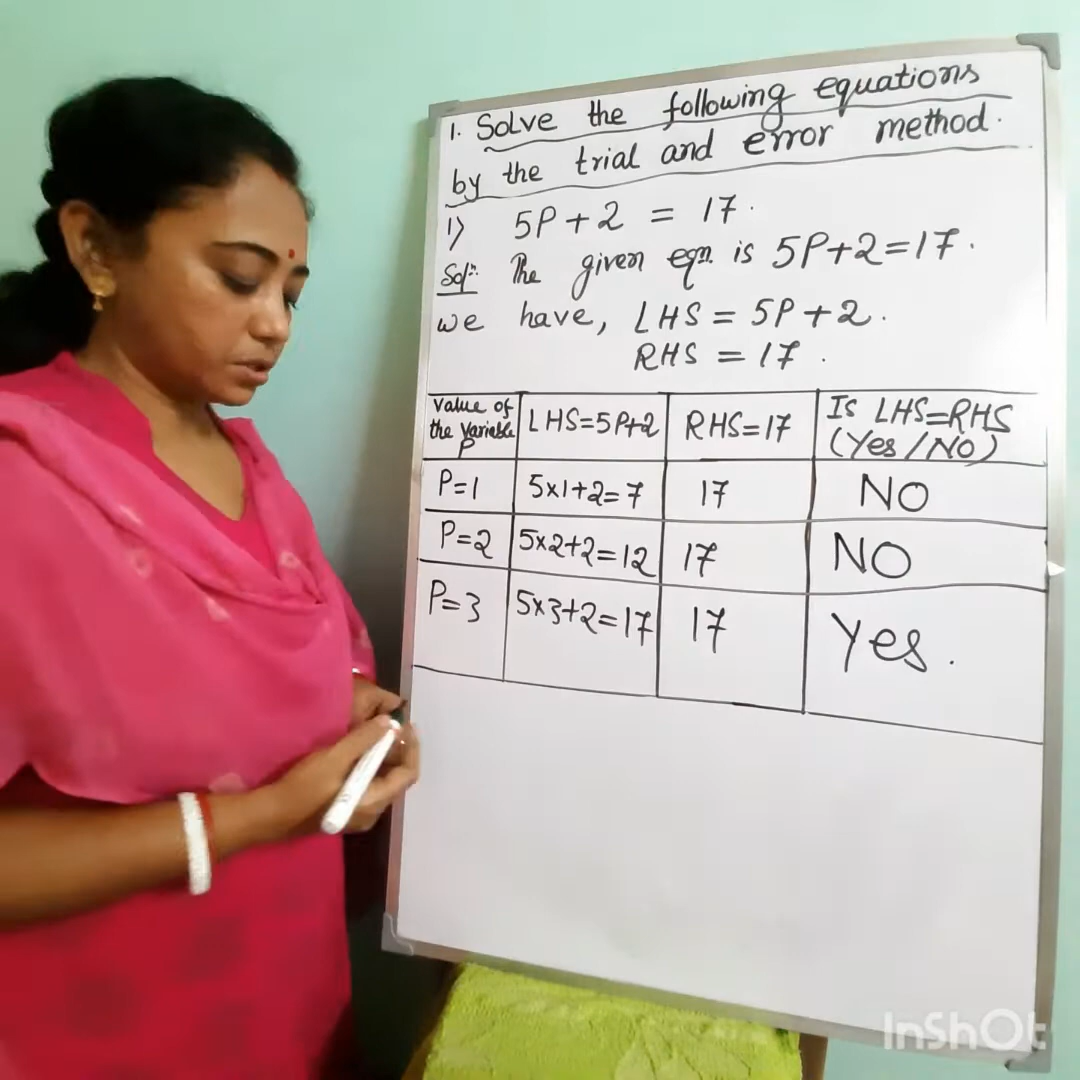 1. Solve the following equations
by the trial and error method.
1) 5P+2 = 17.
Solⁿ. The given eqⁿ. is 5P+2=17.
we have, LHS = 5P+2.
RHS = 17.
Value of the variable P | LHS=5P+2 | RHS=17 | Is LHS=RHS (Yes/No)
P=1 | 5x1+2=7 | 17 | NO
P=2 | 5x2+2=12 | 17 | NO
P=3 | 5x3+2=17 | 17 | Yes.
InShOt